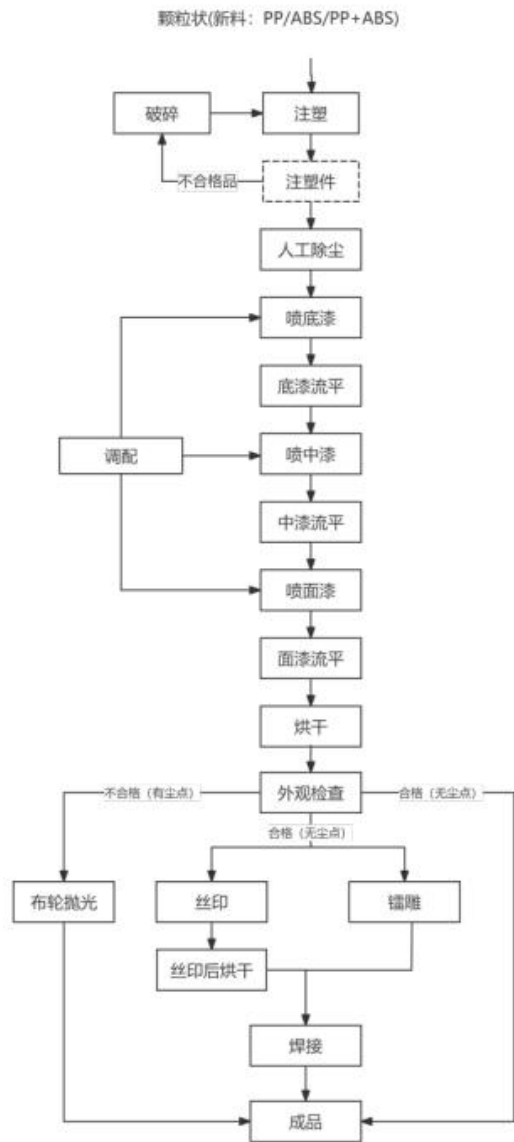 颗粒状(新料：PP/ABS/PP+ABS)
破碎
注塑
不合格品
注塑件
人工除尘
喷底漆
底漆流平
调配
喷中漆
中漆流平
喷面漆
面漆流平
烘干
不合格（有尘点）
外观检查
合格（无尘点）
合格（无尘点）
布轮抛光
丝印
镭雕
丝印后烘干
焊接
成品